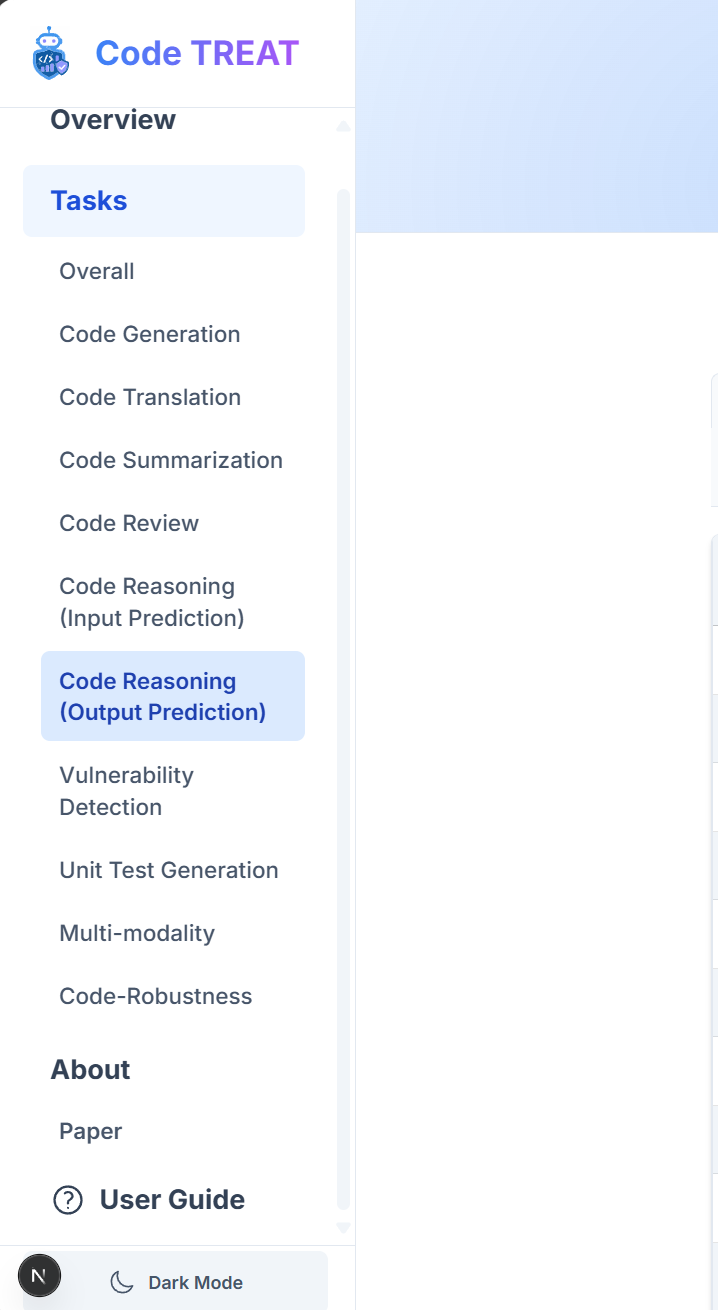 Code TREAT
Overview
Tasks
Overall
Code Generation
Code Translation
Code Summarization
Code Review
Code Reasoning
(Input Prediction)
Code Reasoning
(Output Prediction)
Vulnerability
Detection
Unit Test Generation
Multi-modality
Code-Robustness
About
Paper
? User Guide
N Dark Mode